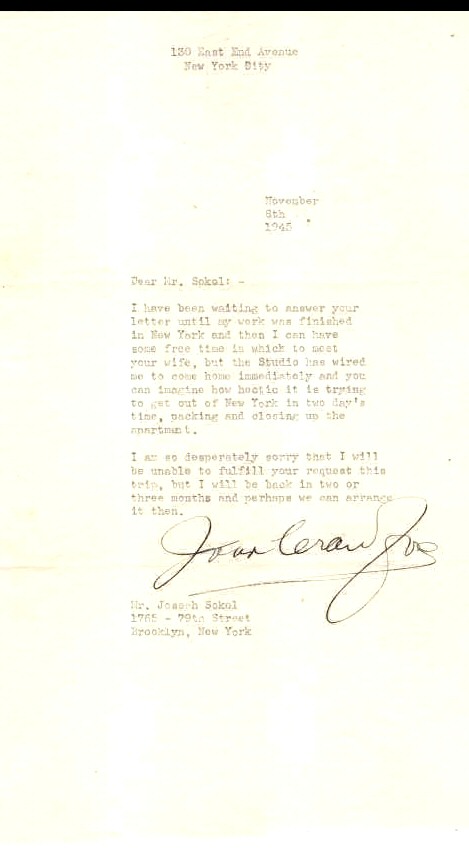 130 East End Avenue
New York City
November
8th
1945
Dear Mr. Sokol: -
I have been waiting to answer your
letter until my work was finished
in New York and then I can have
some free time in which to meet
your wife, but the Studio has wired
me to come home immediately and you
can imagine how hectic it is trying
to get out of New York in two day's
time, packing and closing up the
apartment.
I am so desperately sorry that I will
be unable to fulfill your request this
trip, but I will be back in two or
three months and perhaps we can arrange
it then.
Joan Crawford
Mr. Joseph Sokol
1765 - 79th Street
Brooklyn, New York